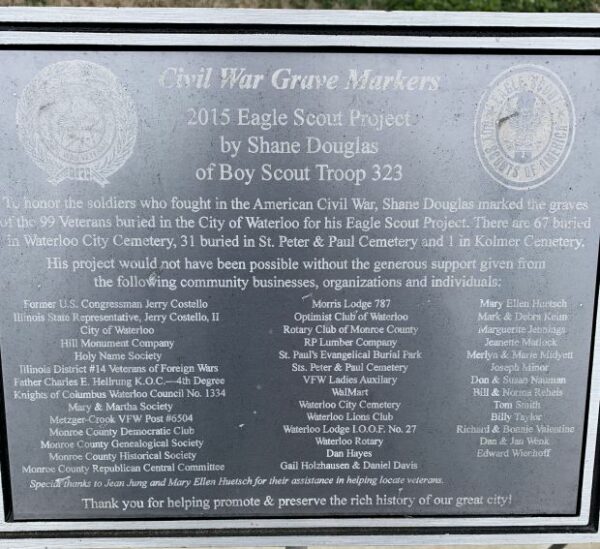 Civil War Grave Markers
2015 Eagle Scout Project
by Shane Douglas
of Boy Scout Troop 323
EAGLE SCOUT
BOY SCOUTS OF AMERICA
To honor the soldiers who fought in the American Civil War, Shane Douglas marked the graves
of the 99 Veterans buried in the City of Waterloo for his Eagle Scout Project. There are 67 buried
in Waterloo City Cemetery, 31 buried in St. Peter & Paul Cemetery and 1 in Kolmer Cemetery.
His project would not have been possible without the generous support given from
the following community businesses, organizations and individuals:
Former U.S. Congressman Jerry Costello
Illinois State Representative, Jerry Costello, II
City of Waterloo
Hill Monument Company
Holy Name Society
Illinois District #14 Veterans of Foreign Wars
Father Charles E. Hellrung K.O.C.—4th Degree
Knights of Columbus Waterloo Council No. 1334
Mary & Martha Society
Metzger-Crook VFW Post #6504
Monroe County Democratic Club
Monroe County Genealogical Society
Monroe County Historical Society
Monroe County Republican Central Committee
Morris Lodge 787
Optimist Club of Waterloo
Rotary Club of Monroe County
RP Lumber Company
St. Paul's Evangelical Burial Park
Sts. Peter & Paul Cemetery
VFW Ladies Auxilary
WalMart
Waterloo City Cemetery
Waterloo Lions Club
Waterloo Lodge I.O.O.F. No. 27
Waterloo Rotary
Dan Hayes
Gail Holzhausen & Daniel Davis
Mary Ellen Huetsch
Mark & Debra Keim
Marguerite Jennings
Jeanette Matlock
Merlyn & Marie Midyett
Joseph Minor
Don & Susan Nauman
Bill & Norma Rebeis
Tom Smith
Billy Taylor
Richard & Bonnie Valentine
Dan & Jan Wenk
Edward Wierhoff
Special thanks to Jean Jung and Mary Ellen Huetsch for their assistance in helping locate veterans.
Thank you for helping promote & preserve the rich history of our great city!